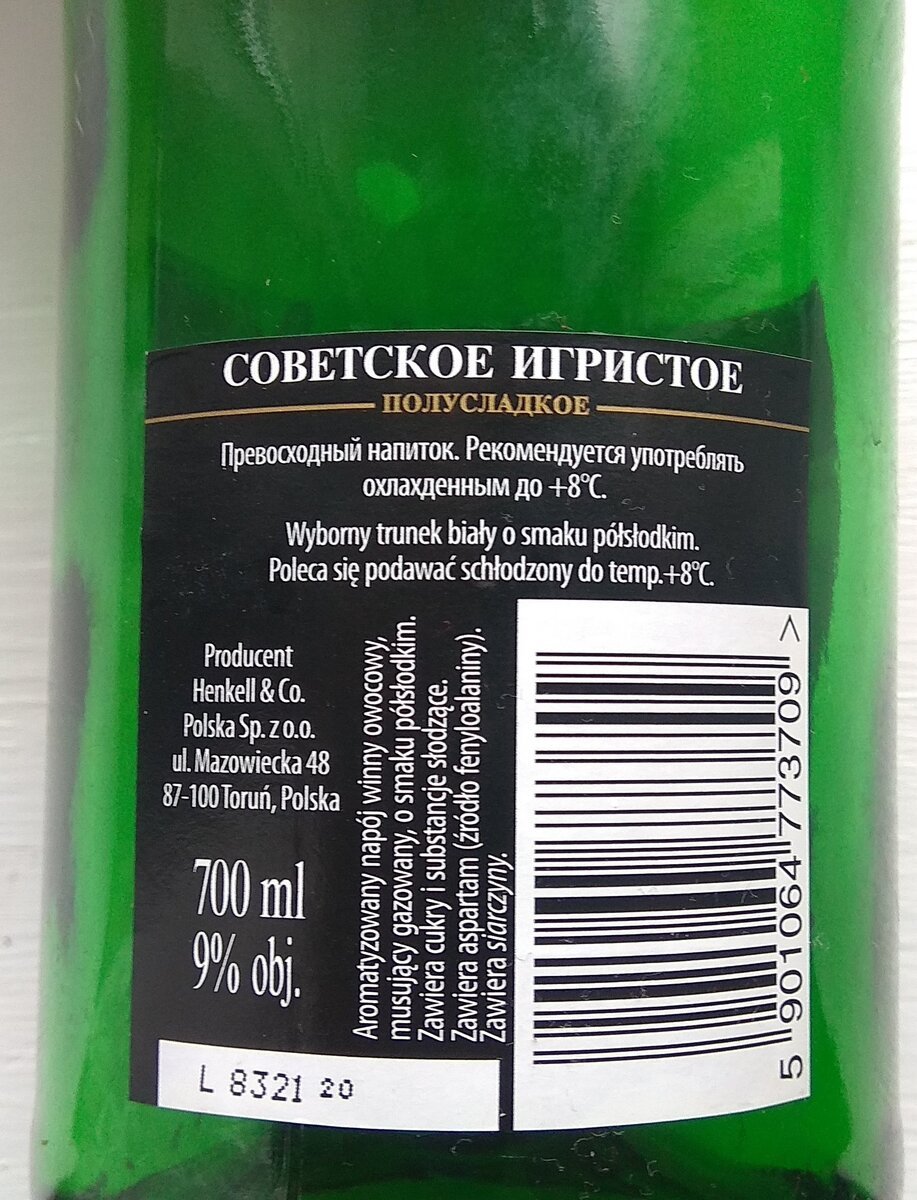 СОВЕТСКОЕ ИГРИСТОЕ
ПОЛУСЛАДКОЕ
Превосходный напиток. Рекомендуется употреблять
охлахденным до +8°C.
Wyborny trunek biały o smaku półsłodkim.
Poleca się podawać schłodzony do temp.+8°C.
Producent
Henkell & Co.
Polska Sp. z o.o.
ul. Mazowiecka 48
87-100 Toruń, Polska
700 ml
9% obj.
Aromatyzowany napój winny owocowy,
musujący gazowany, o smaku półsłodkim.
Zawiera cukry i substancje słodzące.
Zawiera aspartam (źródło fenyloalaniny).
Zawiera siarczyny.
5 901064 773709 >
L 8321 20